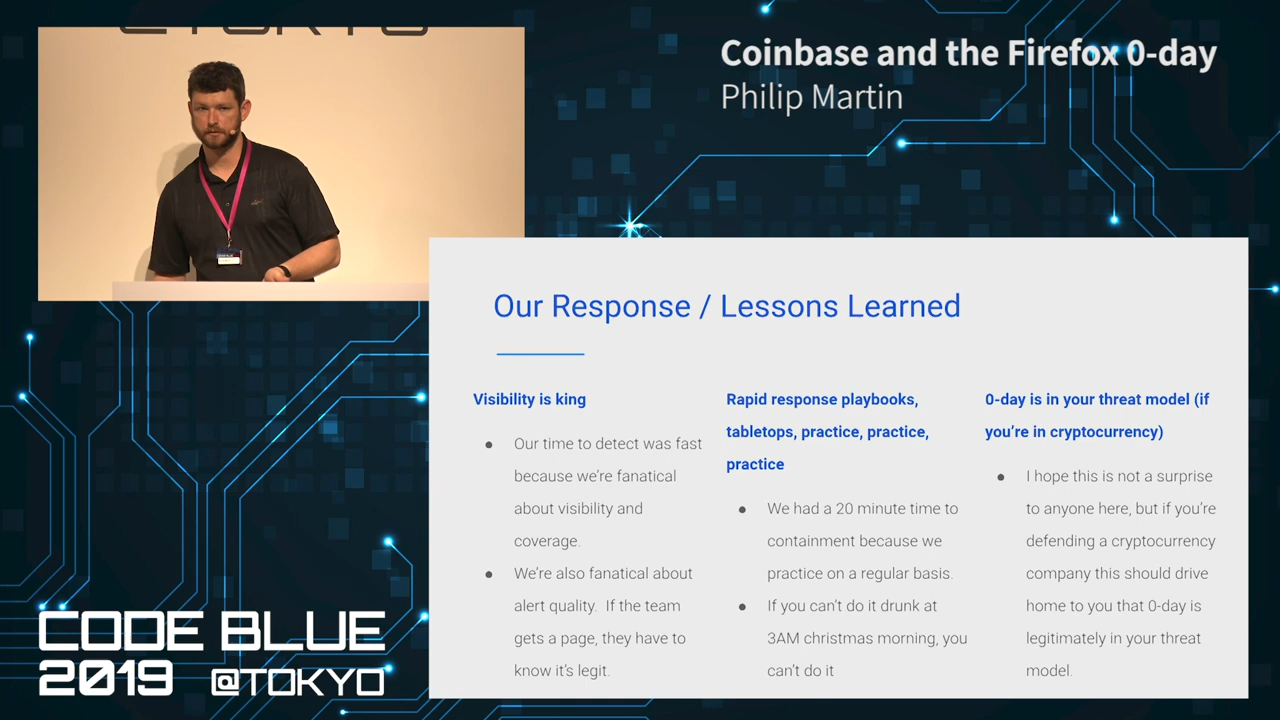 Coinbase and the Firefox 0-day
Philip Martin
Our Response / Lessons Learned
Visibility is king
● Our time to detect was fast
because we're fanatical
about visibility and
coverage.
● We're also fanatical about
alert quality. If the team
gets a page, they have to
know it's legit.
Rapid response playbooks,
tabletops, practice, practice,
practice
● We had a 20 minute time to
containment because we
practice on a regular basis.
● If you can't do it drunk at
3AM christmas morning, you
can't do it
0-day is in your threat model (if
you're in cryptocurrency)
● I hope this is not a surprise
to anyone here, but if you're
defending a cryptocurrency
company this should drive
home to you that 0-day is
legitimately in your threat
model.
CODE BLUE
2019 @TOKYO